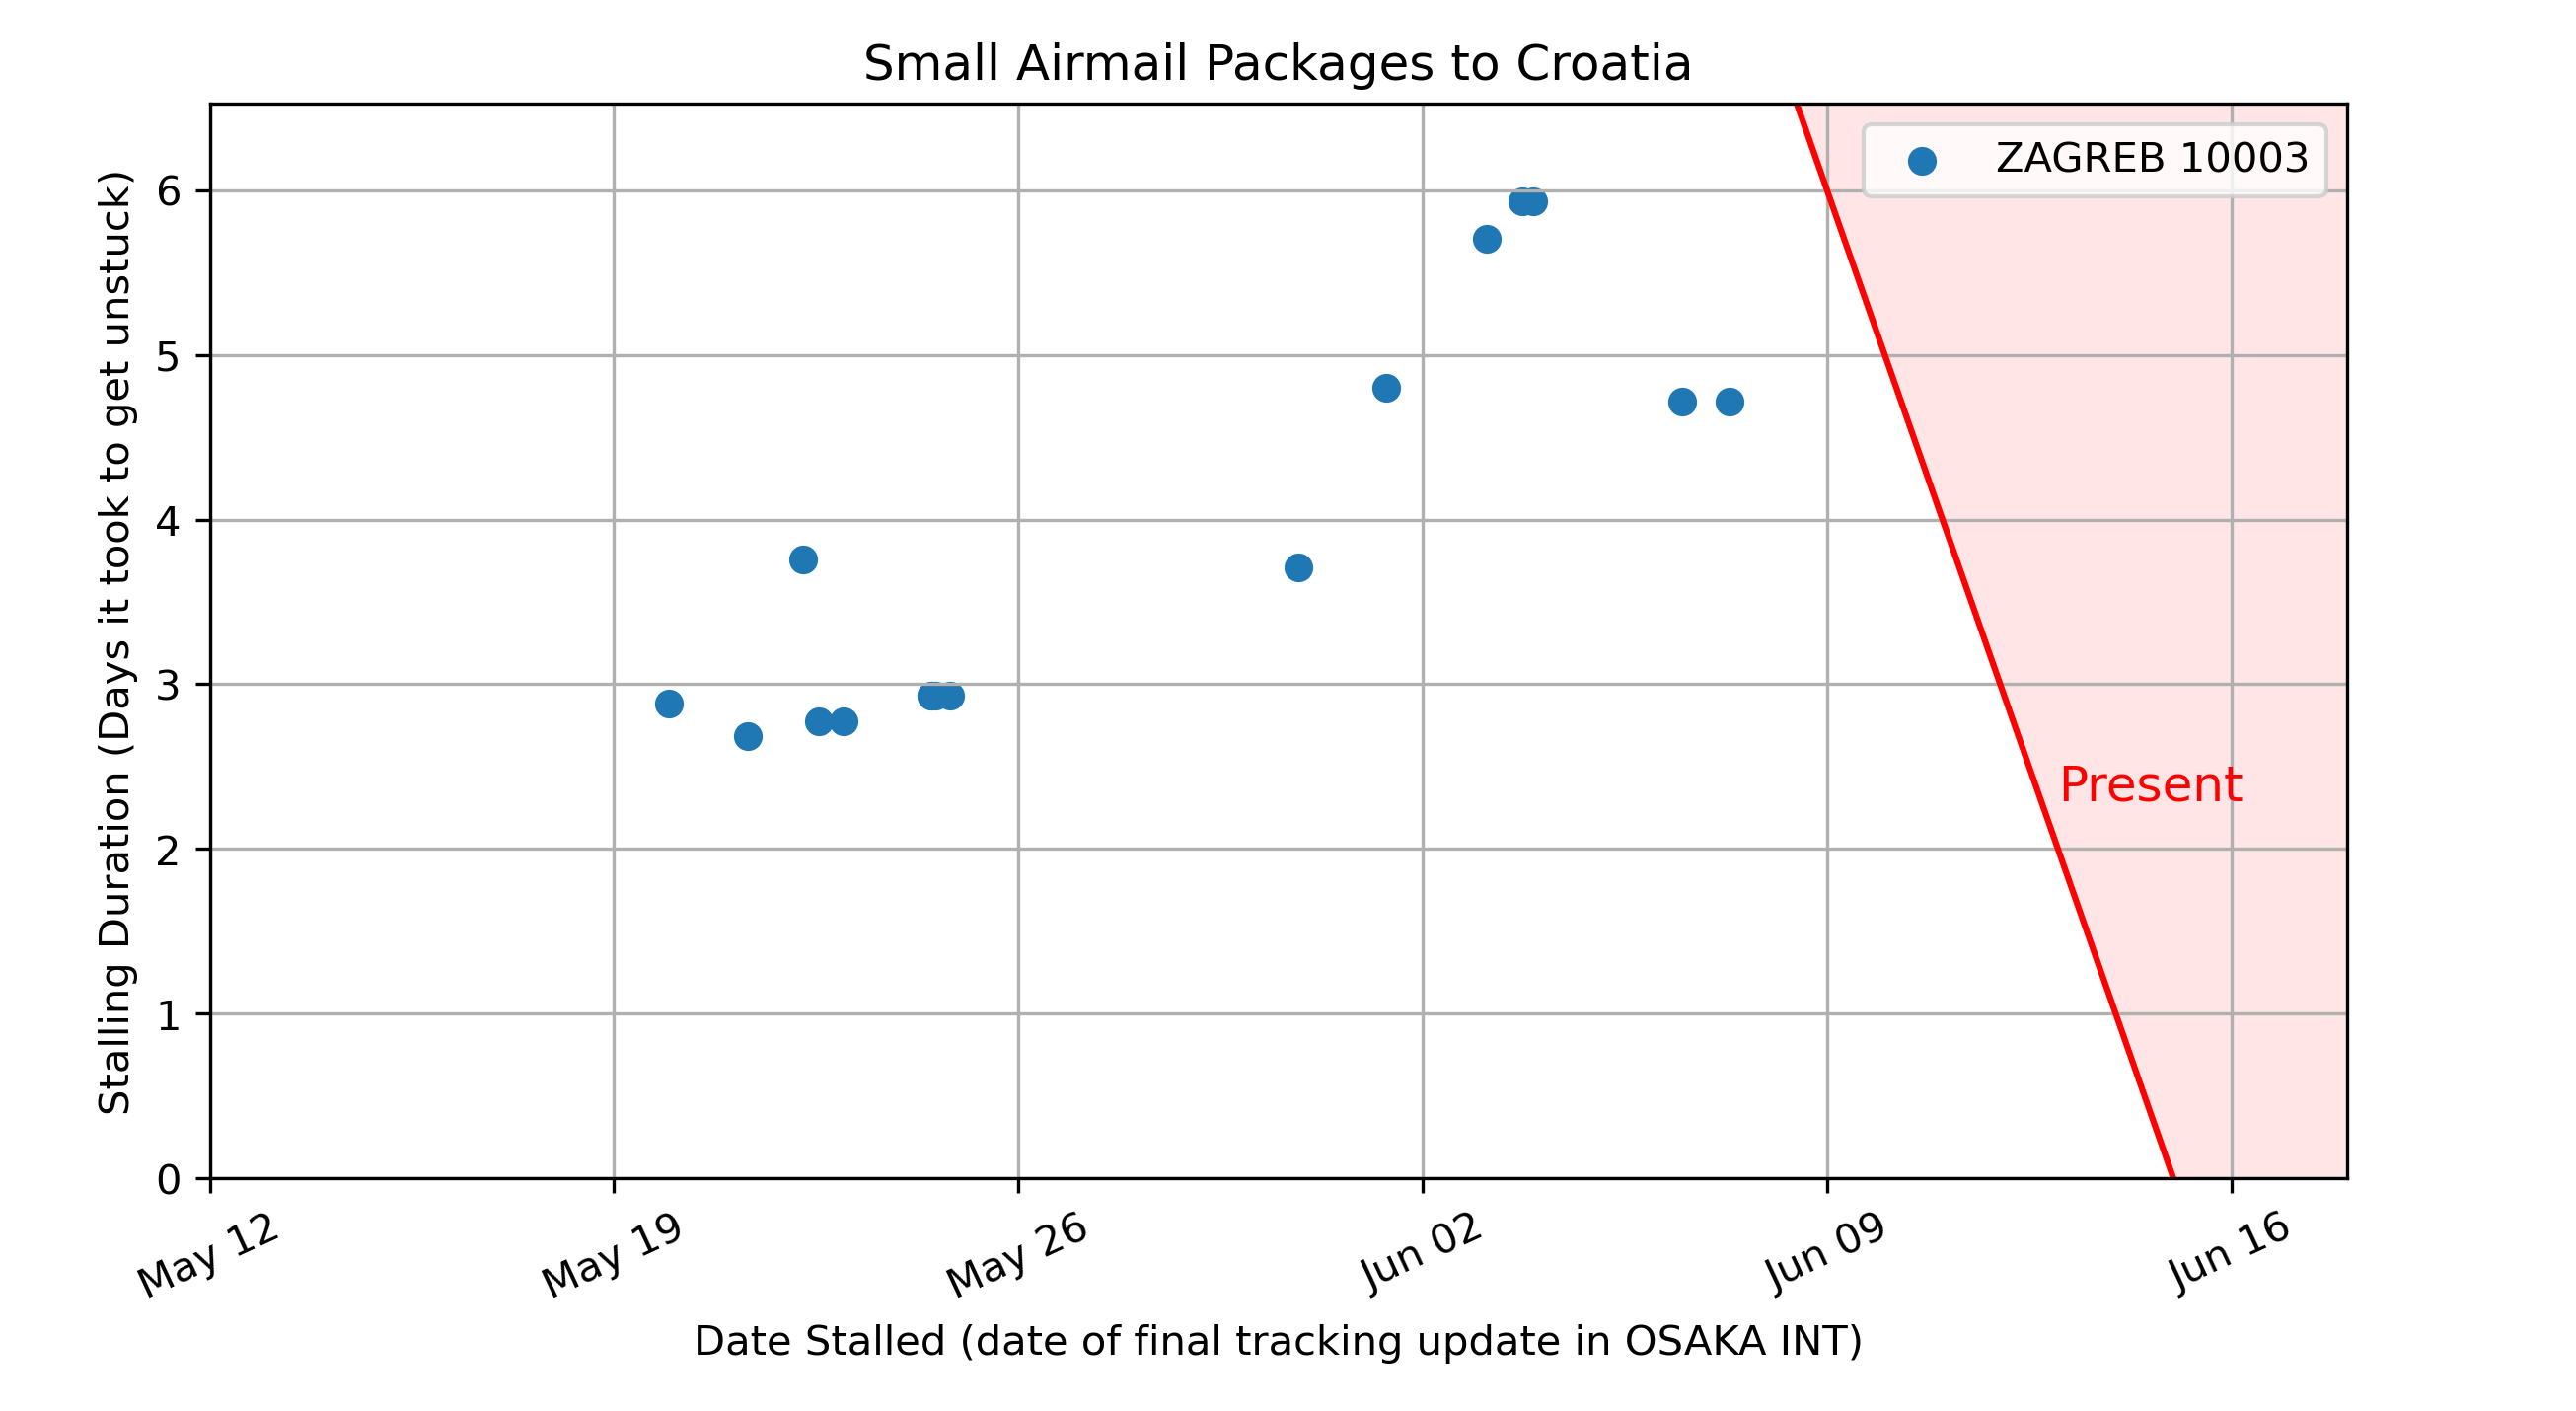 Small Airmail Packages to Croatia
ZAGREB 10003
Stalling Duration (Days it took to get unstuck)
6
5
4
3
2
1
0
Present
May 12
May 19
May 26
Jun 02
Jun 09
Jun 16
Date Stalled (date of final tracking update in OSAKA INT)